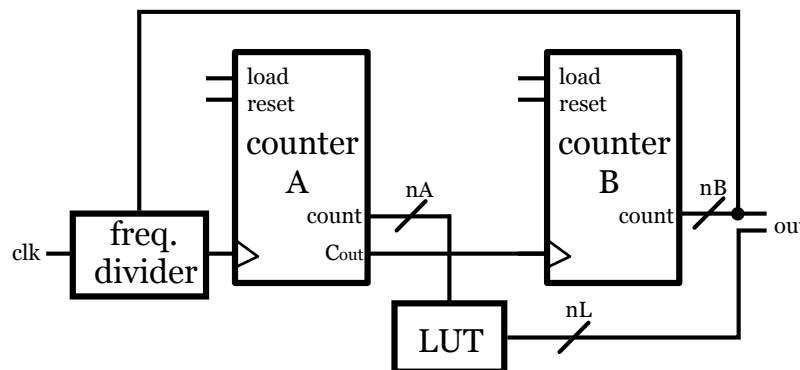 load
reset
counter
A
count
Cout
nA
load
reset
counter
B
count
nB
out
clk
freq.
divider
LUT
nL